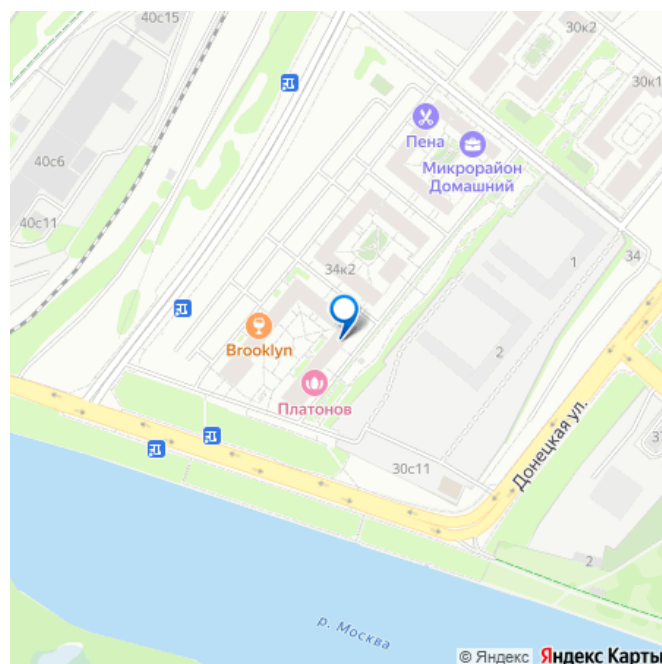 40с15
30к2
30к1
Пена
Микрорайон
Домашний
40с6
40с11
34
1
34к2
2
Brooklyn
Платонов
Донецкая ул.
30с11
2
р. Москва
© Яндекс Яндекс Карты